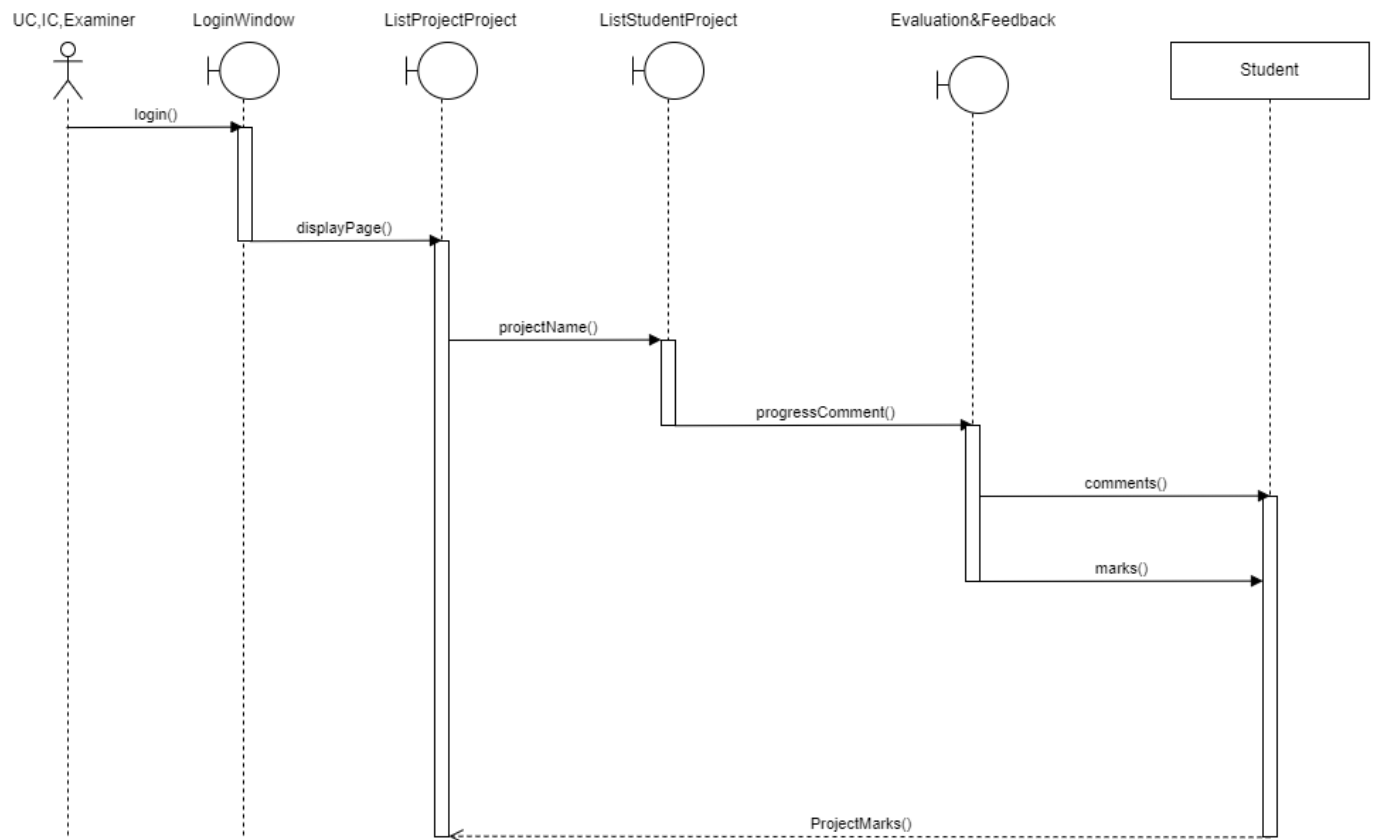 UC,IC,Examiner
LoginWindow
ListProjectProject
ListStudentProject
Evaluation&Feedback
Student
login()
displayPage()
projectName()
progressComment()
comments()
marks()
ProjectMarks()